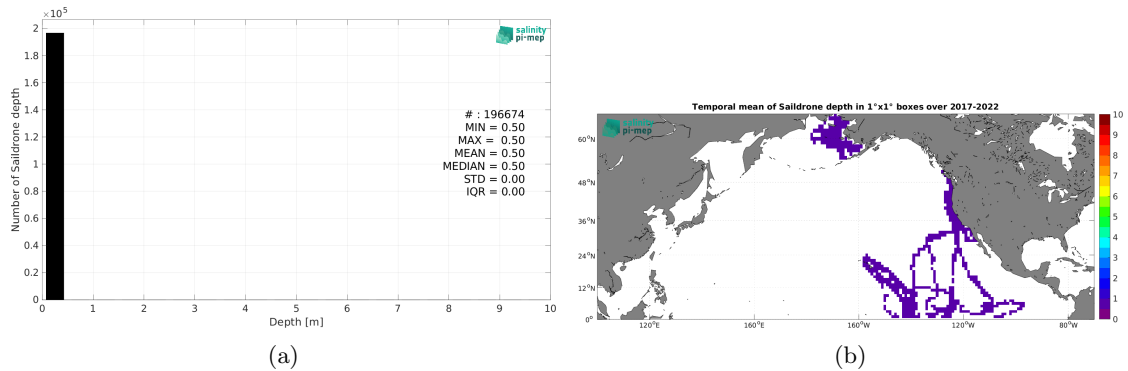 ×10⁵
2
1.8
1.6
1.4
1.2
1
0.8
0.6
0.4
0.2
0
Number of Saildrone depth
salinity
pi-mep
# : 196674
MIN = 0.50
MAX = 0.50
MEAN = 0.50
MEDIAN = 0.50
STD = 0.00
IQR = 0.00
0 1 2 3 4 5 6 7 8 9 10
Depth [m]
(a)
Temporal mean of Saildrone depth in 1°x1° boxes over 2017-2022
salinity
pi-mep
60°N
48°N
36°N
24°N
12°N
0°
120°E 160°E 160°W 120°W 80°W
10
9
8
7
6
5
4
3
2
1
0
(b)